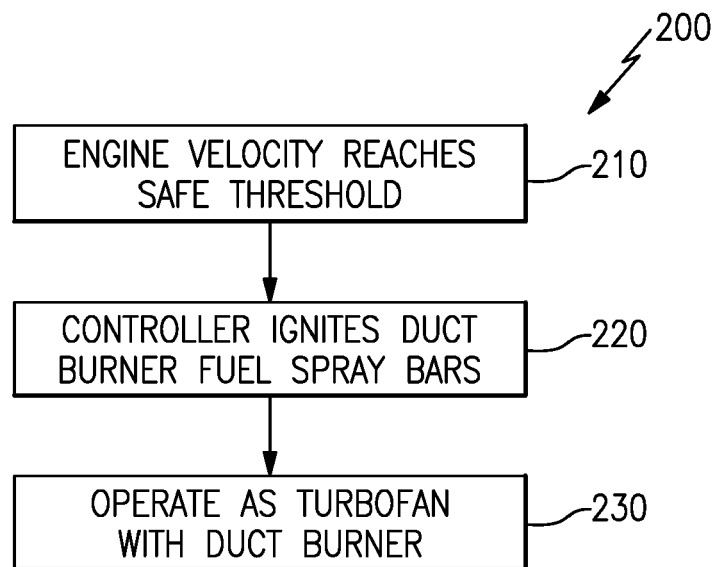 200
ENGINE VELOCITY REACHES
SAFE THRESHOLD
210
CONTROLLER IGNITES DUCT
BURNER FUEL SPRAY BARS
220
OPERATE AS TURBOFAN
WITH DUCT BURNER
230